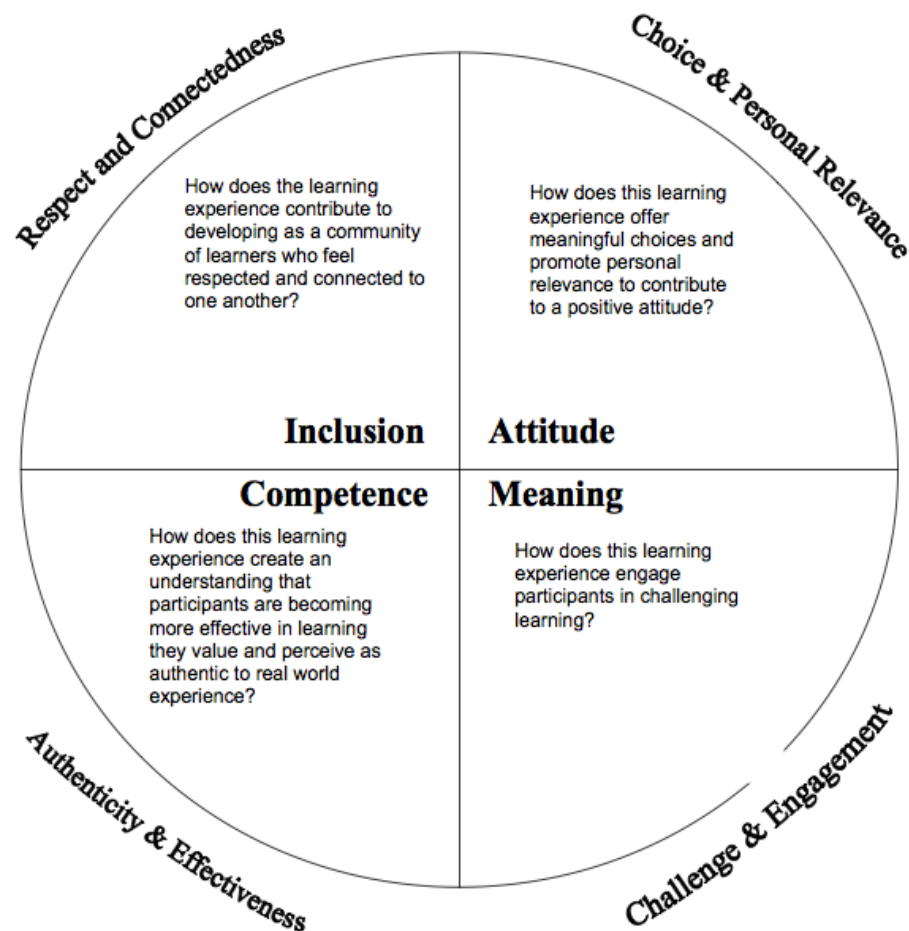 Respect and Connectedness
Choice & Personal Relevance
How does the learning
experience contribute to
developing as a community
of learners who feel
respected and connected to
one another?
How does this learning
experience offer
meaningful choices and
promote personal
relevance to contribute
to a positive attitude?
Inclusion
Attitude
Competence
Meaning
How does this learning
experience create an
understanding that
participants are becoming
more effective in learning
they value and perceive as
authentic to real world
experience?
How does this learning
experience engage
participants in challenging
learning?
Authenticity & Effectiveness
Challenge & Engagement